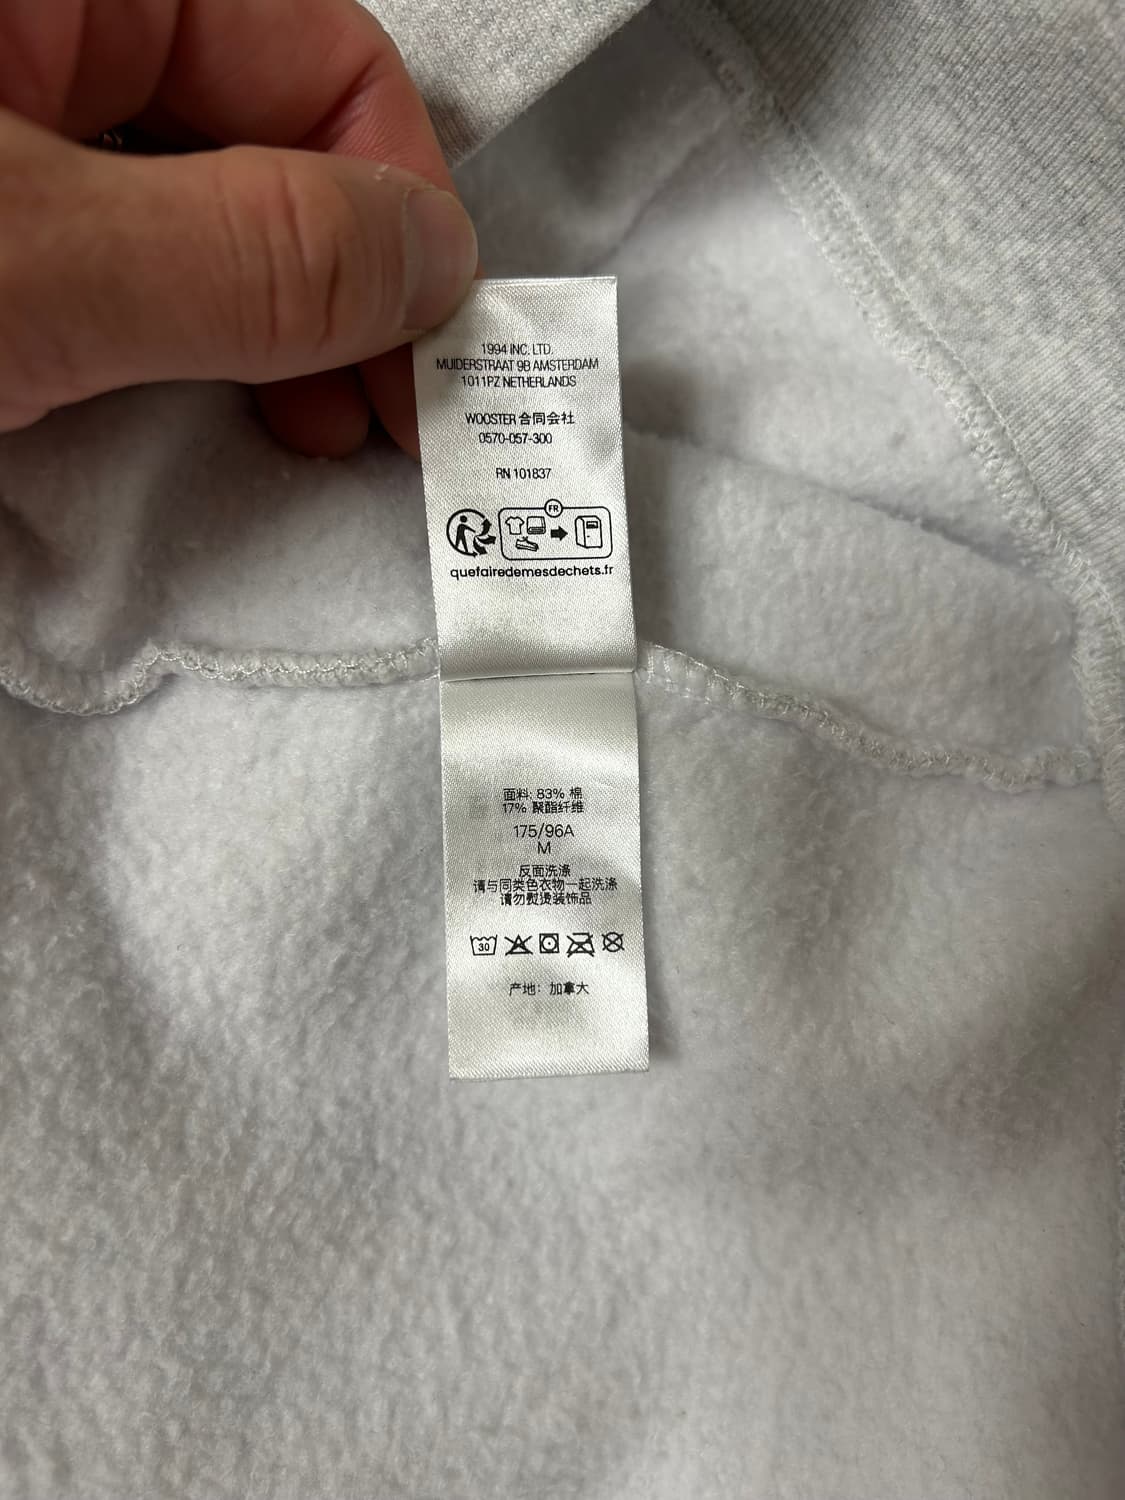 1994 INC. LTD.
MUIDERSTRAAT 9B AMSTERDAM
1011PZ NETHERLANDS
WOOSTER 合同会社
0570-057-300
RN 101837
FR
quefairedemesdechets.fr
面料: 83% 棉
17% 聚酯纤维
175/96A
M
反面洗涤
请与同类色衣物一起洗涤
请勿熨烫装饰品
30
产地: 加拿大